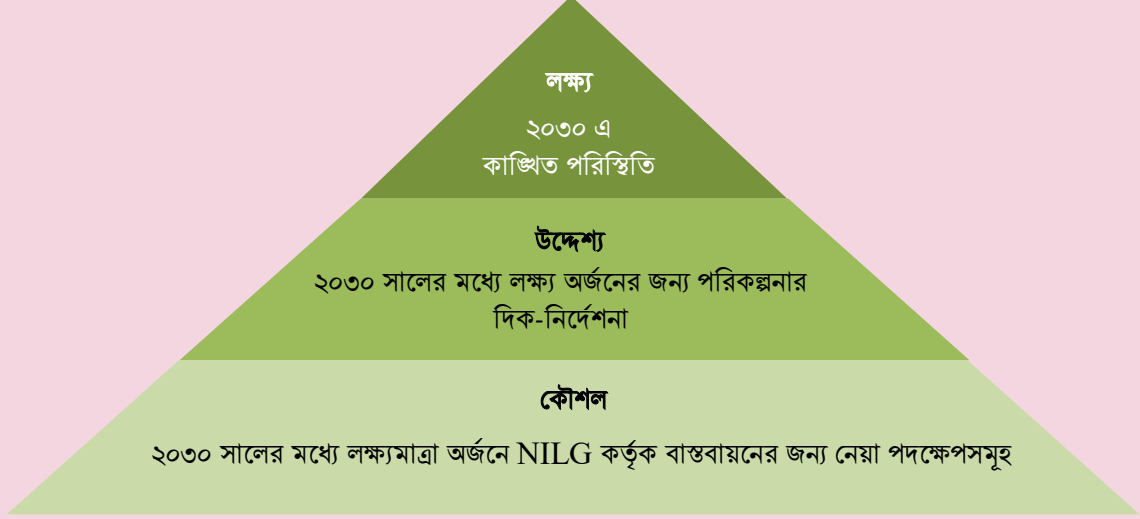 লক্ষ্য
২০৩০ এ
কাঙ্খিত পরিস্থিতি
উদ্দেশ্য
২০৩০ সালের মধ্যে লক্ষ্য অর্জনের জন্য পরিকল্পনার
দিক-নির্দেশনা
কৌশল
২০৩০ সালের মধ্যে লক্ষ্যমাত্রা অর্জনে NILG কর্তৃক বাস্তবায়নের জন্য নেয়া পদক্ষেপসমূহ